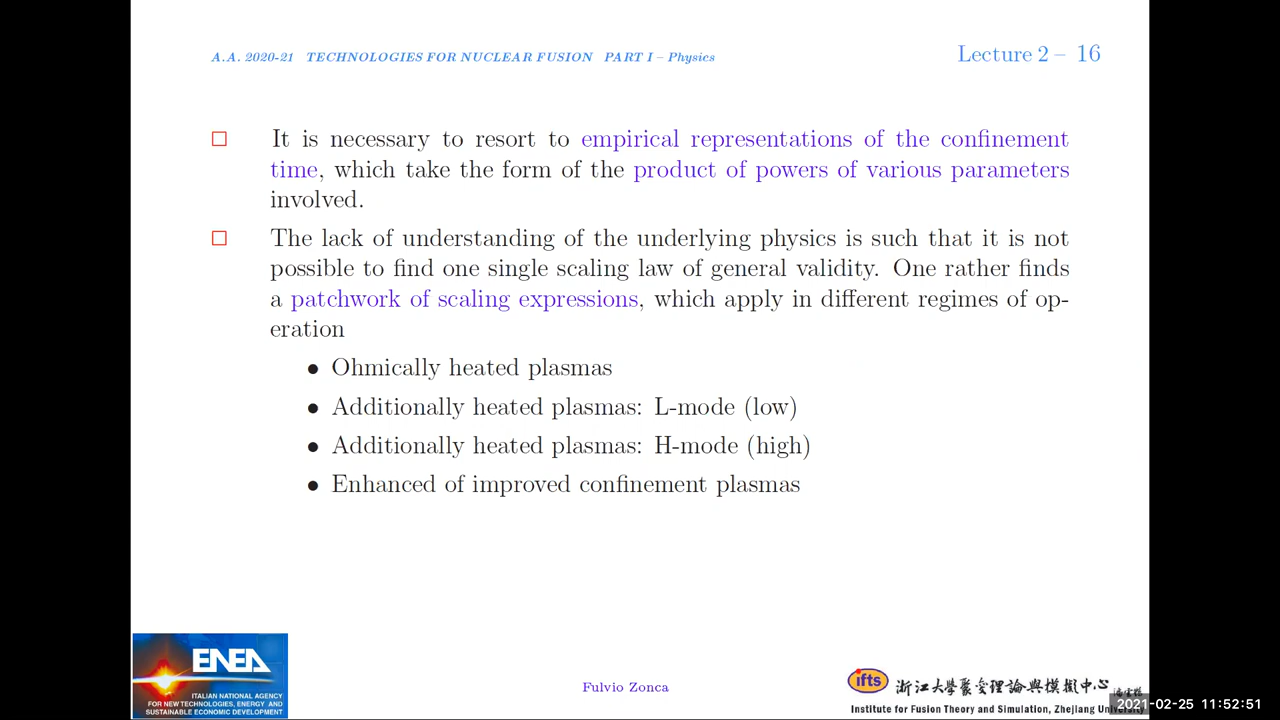 A.A. 2020-21 TECHNOLOGIES FOR NUCLEAR FUSION PART I – Physics
Lecture 2 – 16
It is necessary to resort to empirical representations of the confinement
time, which take the form of the product of powers of various parameters
involved.
The lack of understanding of the underlying physics is such that it is not
possible to find one single scaling law of general validity. One rather finds
a patchwork of scaling expressions, which apply in different regimes of op-
eration
• Ohmically heated plasmas
• Additionally heated plasmas: L-mode (low)
• Additionally heated plasmas: H-mode (high)
• Enhanced of improved confinement plasmas
ENEA
ITALIAN NATIONAL AGENCY
FOR NEW TECHNOLOGIES, ENERGY AND
SUSTAINABLE ECONOMIC DEVELOPMENT
Fulvio Zonca
ifts 浙江大學聚变理論與模擬中心
Institute for Fusion Theory and Simulation, Zhejiang University
2021-02-25 11:52:51